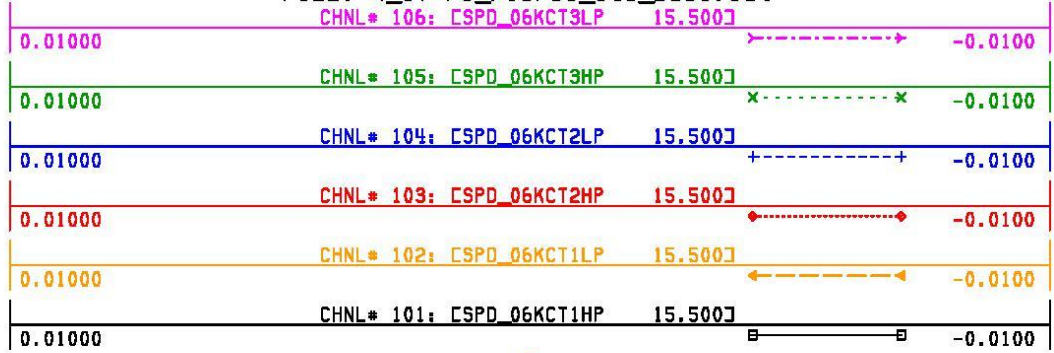 CHNL# 106: [SPD_06KCT3LP 15.500]
0.01000 -0.0100
CHNL# 105: [SPD_06KCT3HP 15.500]
0.01000 -0.0100
CHNL# 104: [SPD_06KCT2LP 15.500]
0.01000 -0.0100
CHNL# 103: [SPD_06KCT2HP 15.500]
0.01000 -0.0100
CHNL# 102: [SPD_06KCT1LP 15.500]
0.01000 -0.0100
CHNL# 101: [SPD_06KCT1HP 15.500]
0.01000 -0.0100